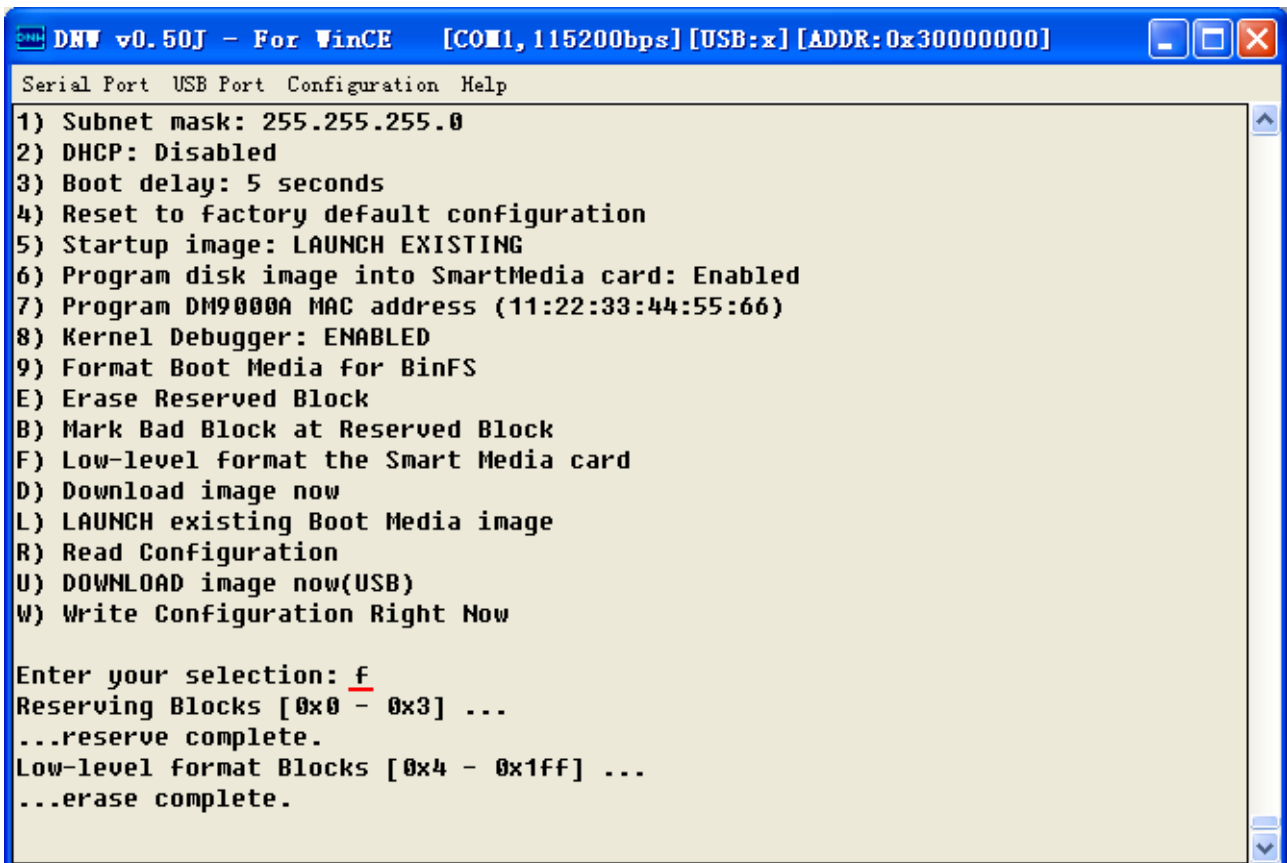 DNW v0.50J - For WinCE [COM1,115200bps][USB:x][ADDR:0x30000000]
Serial Port USB Port Configuration Help
1) Subnet mask: 255.255.255.0
2) DHCP: Disabled
3) Boot delay: 5 seconds
4) Reset to factory default configuration
5) Startup image: LAUNCH EXISTING
6) Program disk image into SmartMedia card: Enabled
7) Program DM9000A MAC address (11:22:33:44:55:66)
8) Kernel Debugger: ENABLED
9) Format Boot Media for BinFS
E) Erase Reserved Block
B) Mark Bad Block at Reserved Block
F) Low-level format the Smart Media card
D) Download image now
L) LAUNCH existing Boot Media image
R) Read Configuration
U) DOWNLOAD image now(USB)
W) Write Configuration Right Now
Enter your selection: f
Reserving Blocks [0x0 - 0x3] ...
...reserve complete.
Low-level format Blocks [0x4 - 0x1ff] ...
...erase complete.